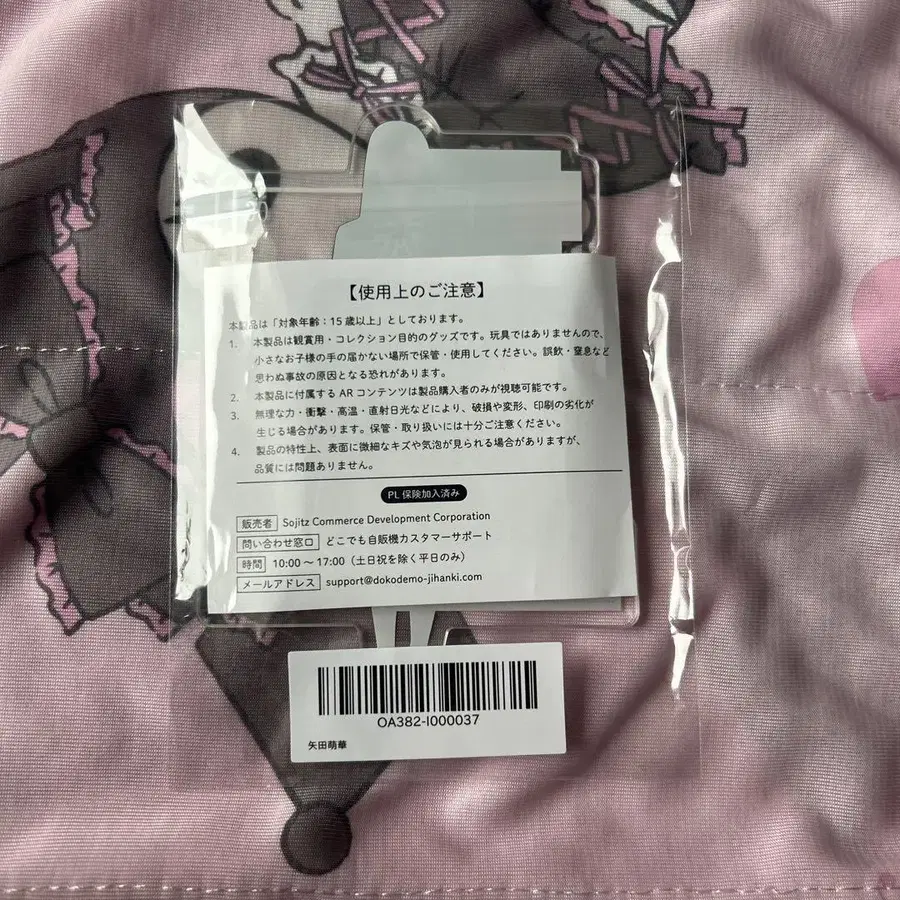 【使用上のご注意】
本製品は「対象年齢：15歳以上」としております。
1. 本製品は観賞用・コレクション目的のグッズです。玩具ではありませんので、
小さなお子様の手の届かない場所で保管・使用してください。誤飲・窒息など
思わぬ事故の原因となる恐れがあります。
2. 本製品に付属する AR コンテンツは製品購入者のみが視聴可能です。
3. 無理な力・衝撃・高温・直射日光などにより、破損や変形、印刷の劣化が
生じる場合があります。保管・取り扱いには十分ご注意ください。
4. 製品の特性上、表面に微細なキズや気泡が見られる場合がありますが、
品質には問題ありません。
PL 保険加入済み
販売者 Sojitz Commerce Development Corporation
問い合わせ窓口 どこでも自販機カスタマーサポート
時間 10:00～17:00（土日祝を除く平日のみ）
メールアドレス support@dokodemo-jihanki.com
OA382-I000037
矢田萌華